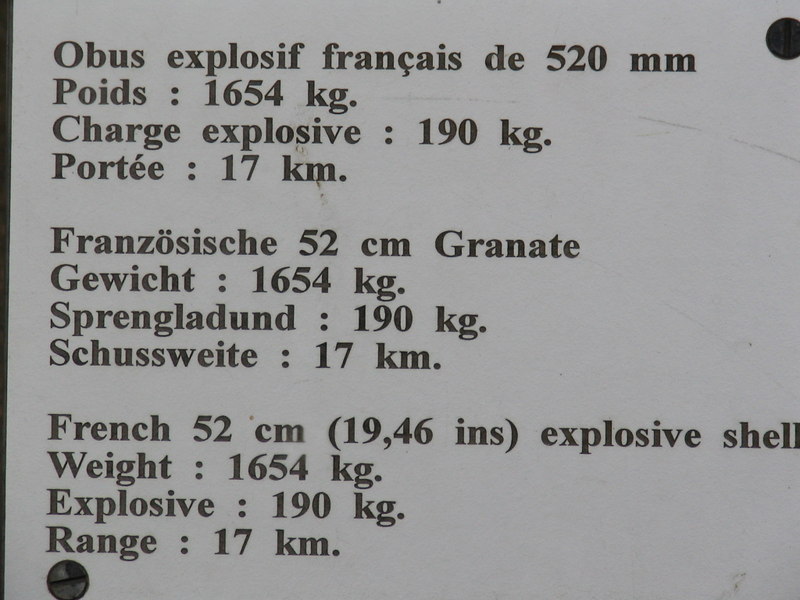 Obus explosif français de 520 mm
Poids : 1654 kg.
Charge explosive : 190 kg.
Portée : 17 km.
Französische 52 cm Granate
Gewicht : 1654 kg.
Sprengladund : 190 kg.
Schussweite : 17 km.
French 52 cm (19,46 ins) explosive shell
Weight : 1654 kg.
Explosive : 190 kg.
Range : 17 km.